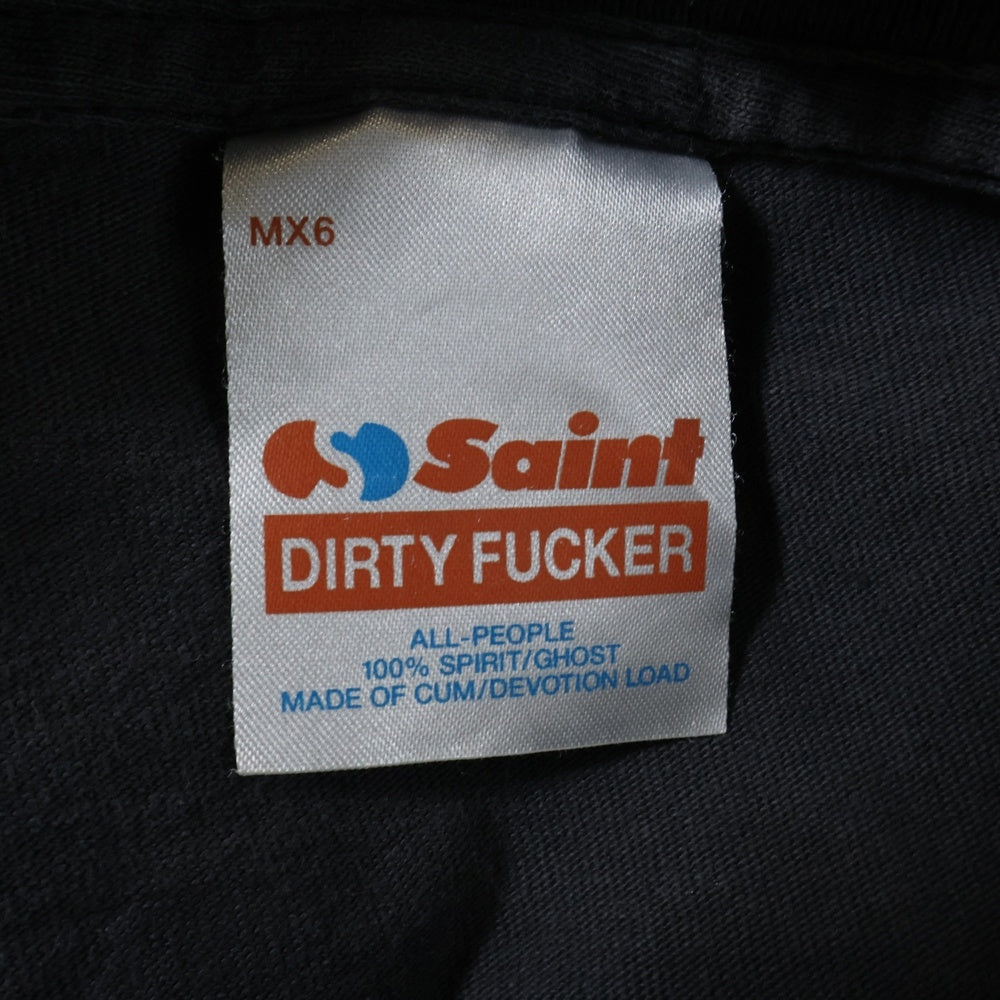 MX6
Saint
DIRTY FUCKER
ALL-PEOPLE
100% SPIRIT/GHOST
MADE OF CUM/DEVOTION LOAD